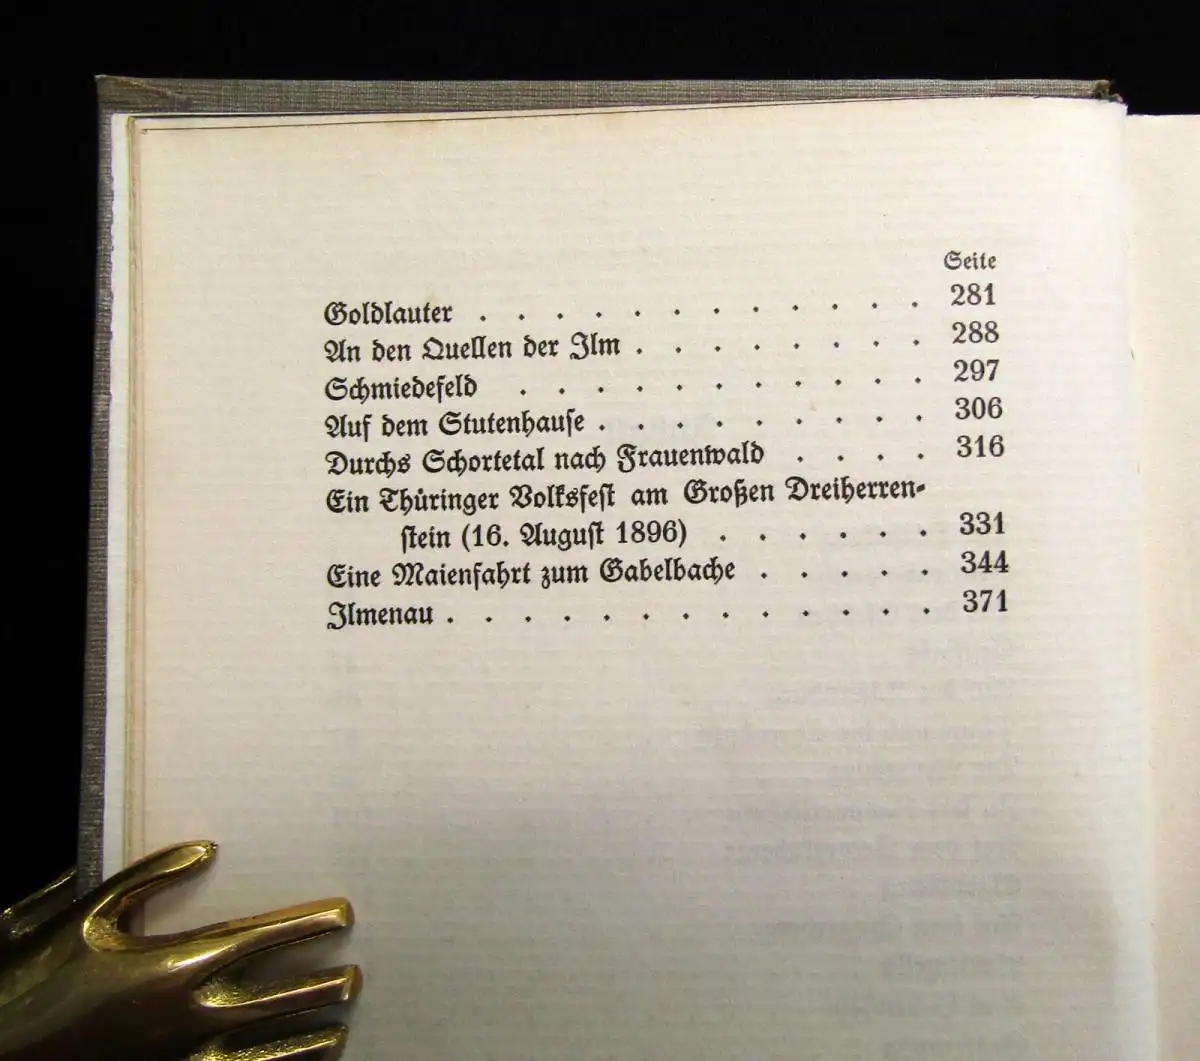 Seite
Goldlauter . . . . . . . . . . . . 281
An den Quellen der Ilm . . . . . . . . 288
Schmiedefeld . . . . . . . . . . . 297
Auf dem Stutenhause . . . . . . . . . 306
Durchs Schortetal nach Frauenwald . . . . 316
Ein Thüringer Volksfest am Großen Dreiherren-
stein (16. August 1896) . . . . . . 331
Eine Maienfahrt zum Gabelbache . . . . . 344
Ilmenau . . . . . . . . . . . . . 371